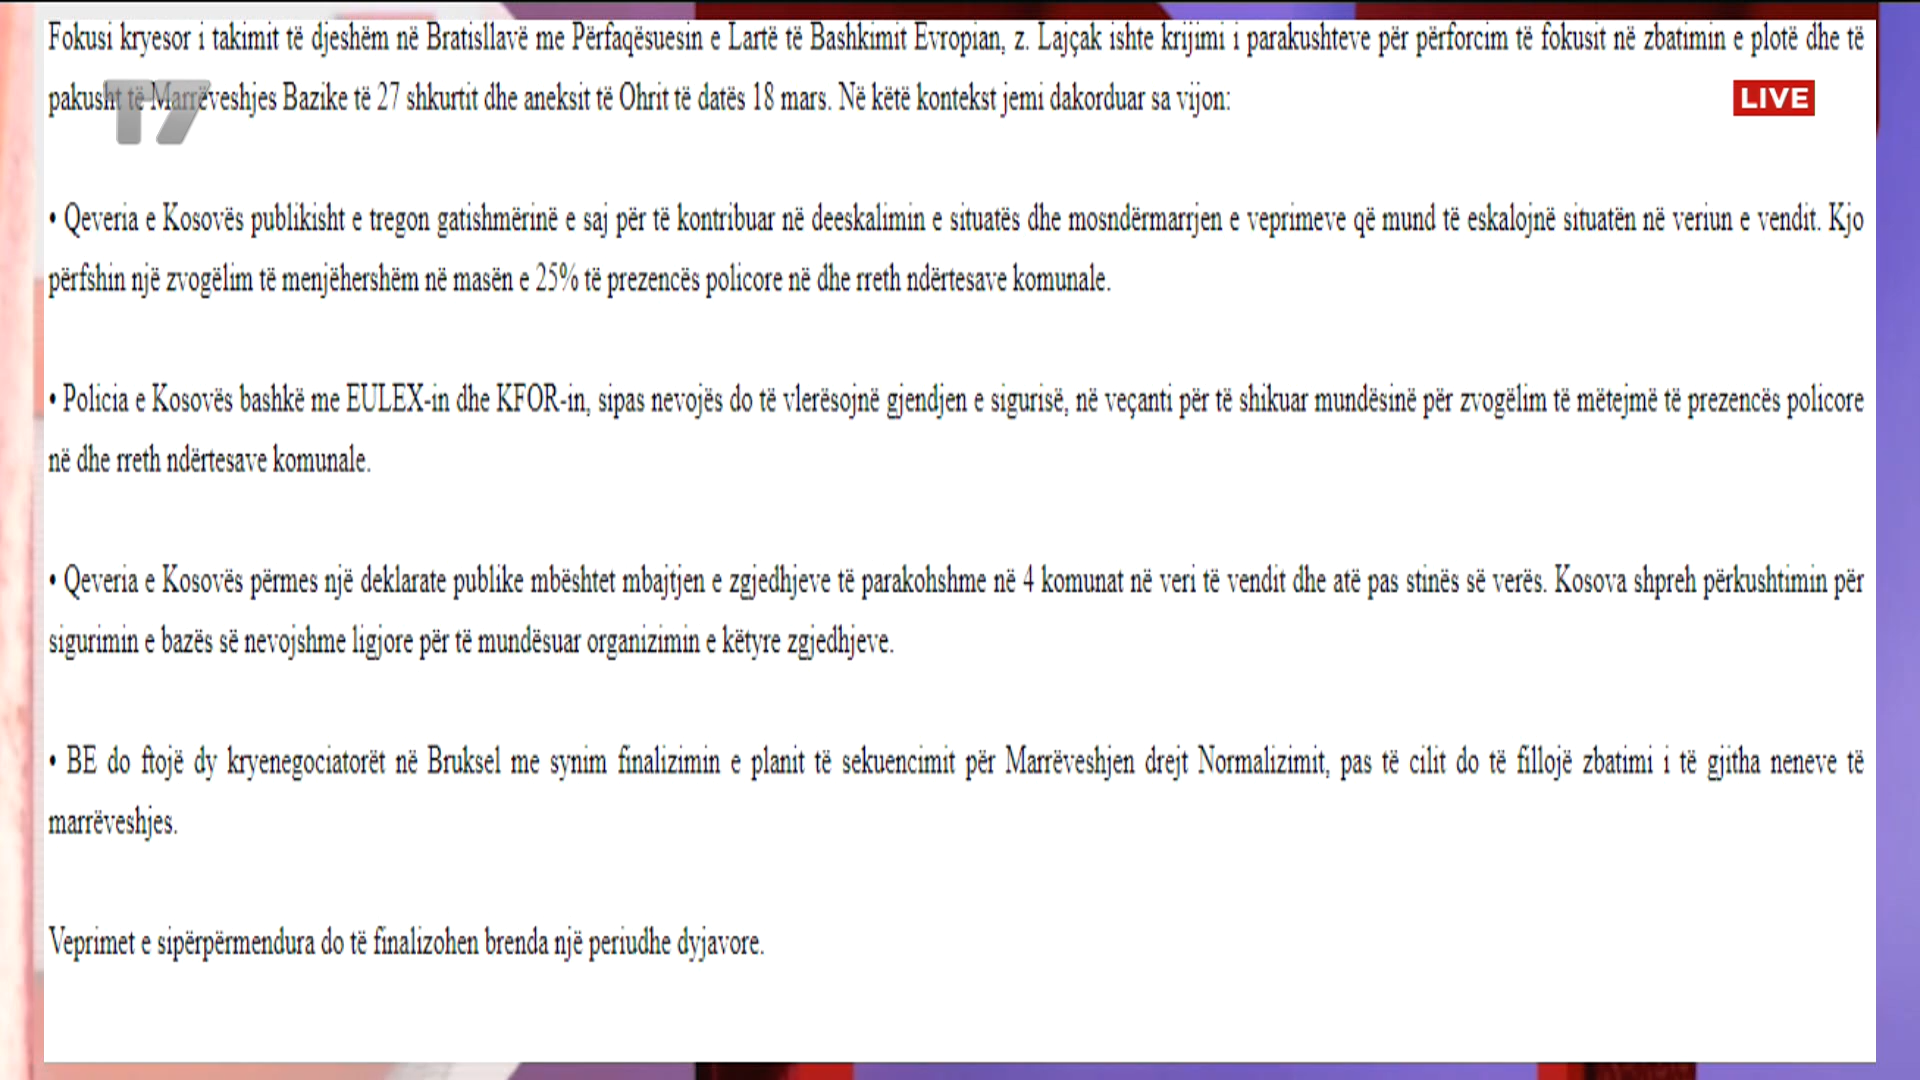 Fokusi kryesor i takimit të djeshëm në Bratisllavë me Përfaqësuesin e Lartë të Bashkimit Evropian, z. Lajçak ishte krijimi i parakushteve për përforcim të fokusit në zbatimin e plotë dhe të
pakusht të Marrëveshjes Bazike të 27 shkurtit dhe aneksit të Ohrit të datës 18 mars. Në këtë kontekst jemi dakorduar sa vijon:
T7
LIVE
• Qeveria e Kosovës publikisht e tregon gatishmërinë e saj për të kontribuar në deeskalimin e situatës dhe mosndërmarrjen e veprimeve që mund të eskalojnë situatën në veriun e vendit. Kjo
përfshin një zvogëlim të menjëhershëm në masën e 25% të prezencës policore në dhe rreth ndërtesave komunale.
• Policia e Kosovës bashkë me EULEX-in dhe KFOR-in, sipas nevojës do të vlerësojnë gjendjen e sigurisë, në veçanti për të shikuar mundësinë për zvogëlim të mëtejmë të prezencës policore
në dhe rreth ndërtesave komunale.
• Qeveria e Kosovës përmes një deklarate publike mbështet mbajtjen e zgjedhjeve të parakohshme në 4 komunat në veri të vendit dhe atë pas stinës së verës. Kosova shpreh përkushtimin për
sigurimin e bazës së nevojshme ligjore për të mundësuar organizimin e këtyre zgjedhjeve.
• BE do ftojë dy kryenegociatorët në Bruksel me synim finalizimin e planit të sekuencimit për Marrëveshjen drejt Normalizimit, pas të cilit do të fillojë zbatimi i të gjitha neneve të
marrëveshjes.
Veprimet e sipërpërmendura do të finalizohen brenda një periudhe dyjavore.